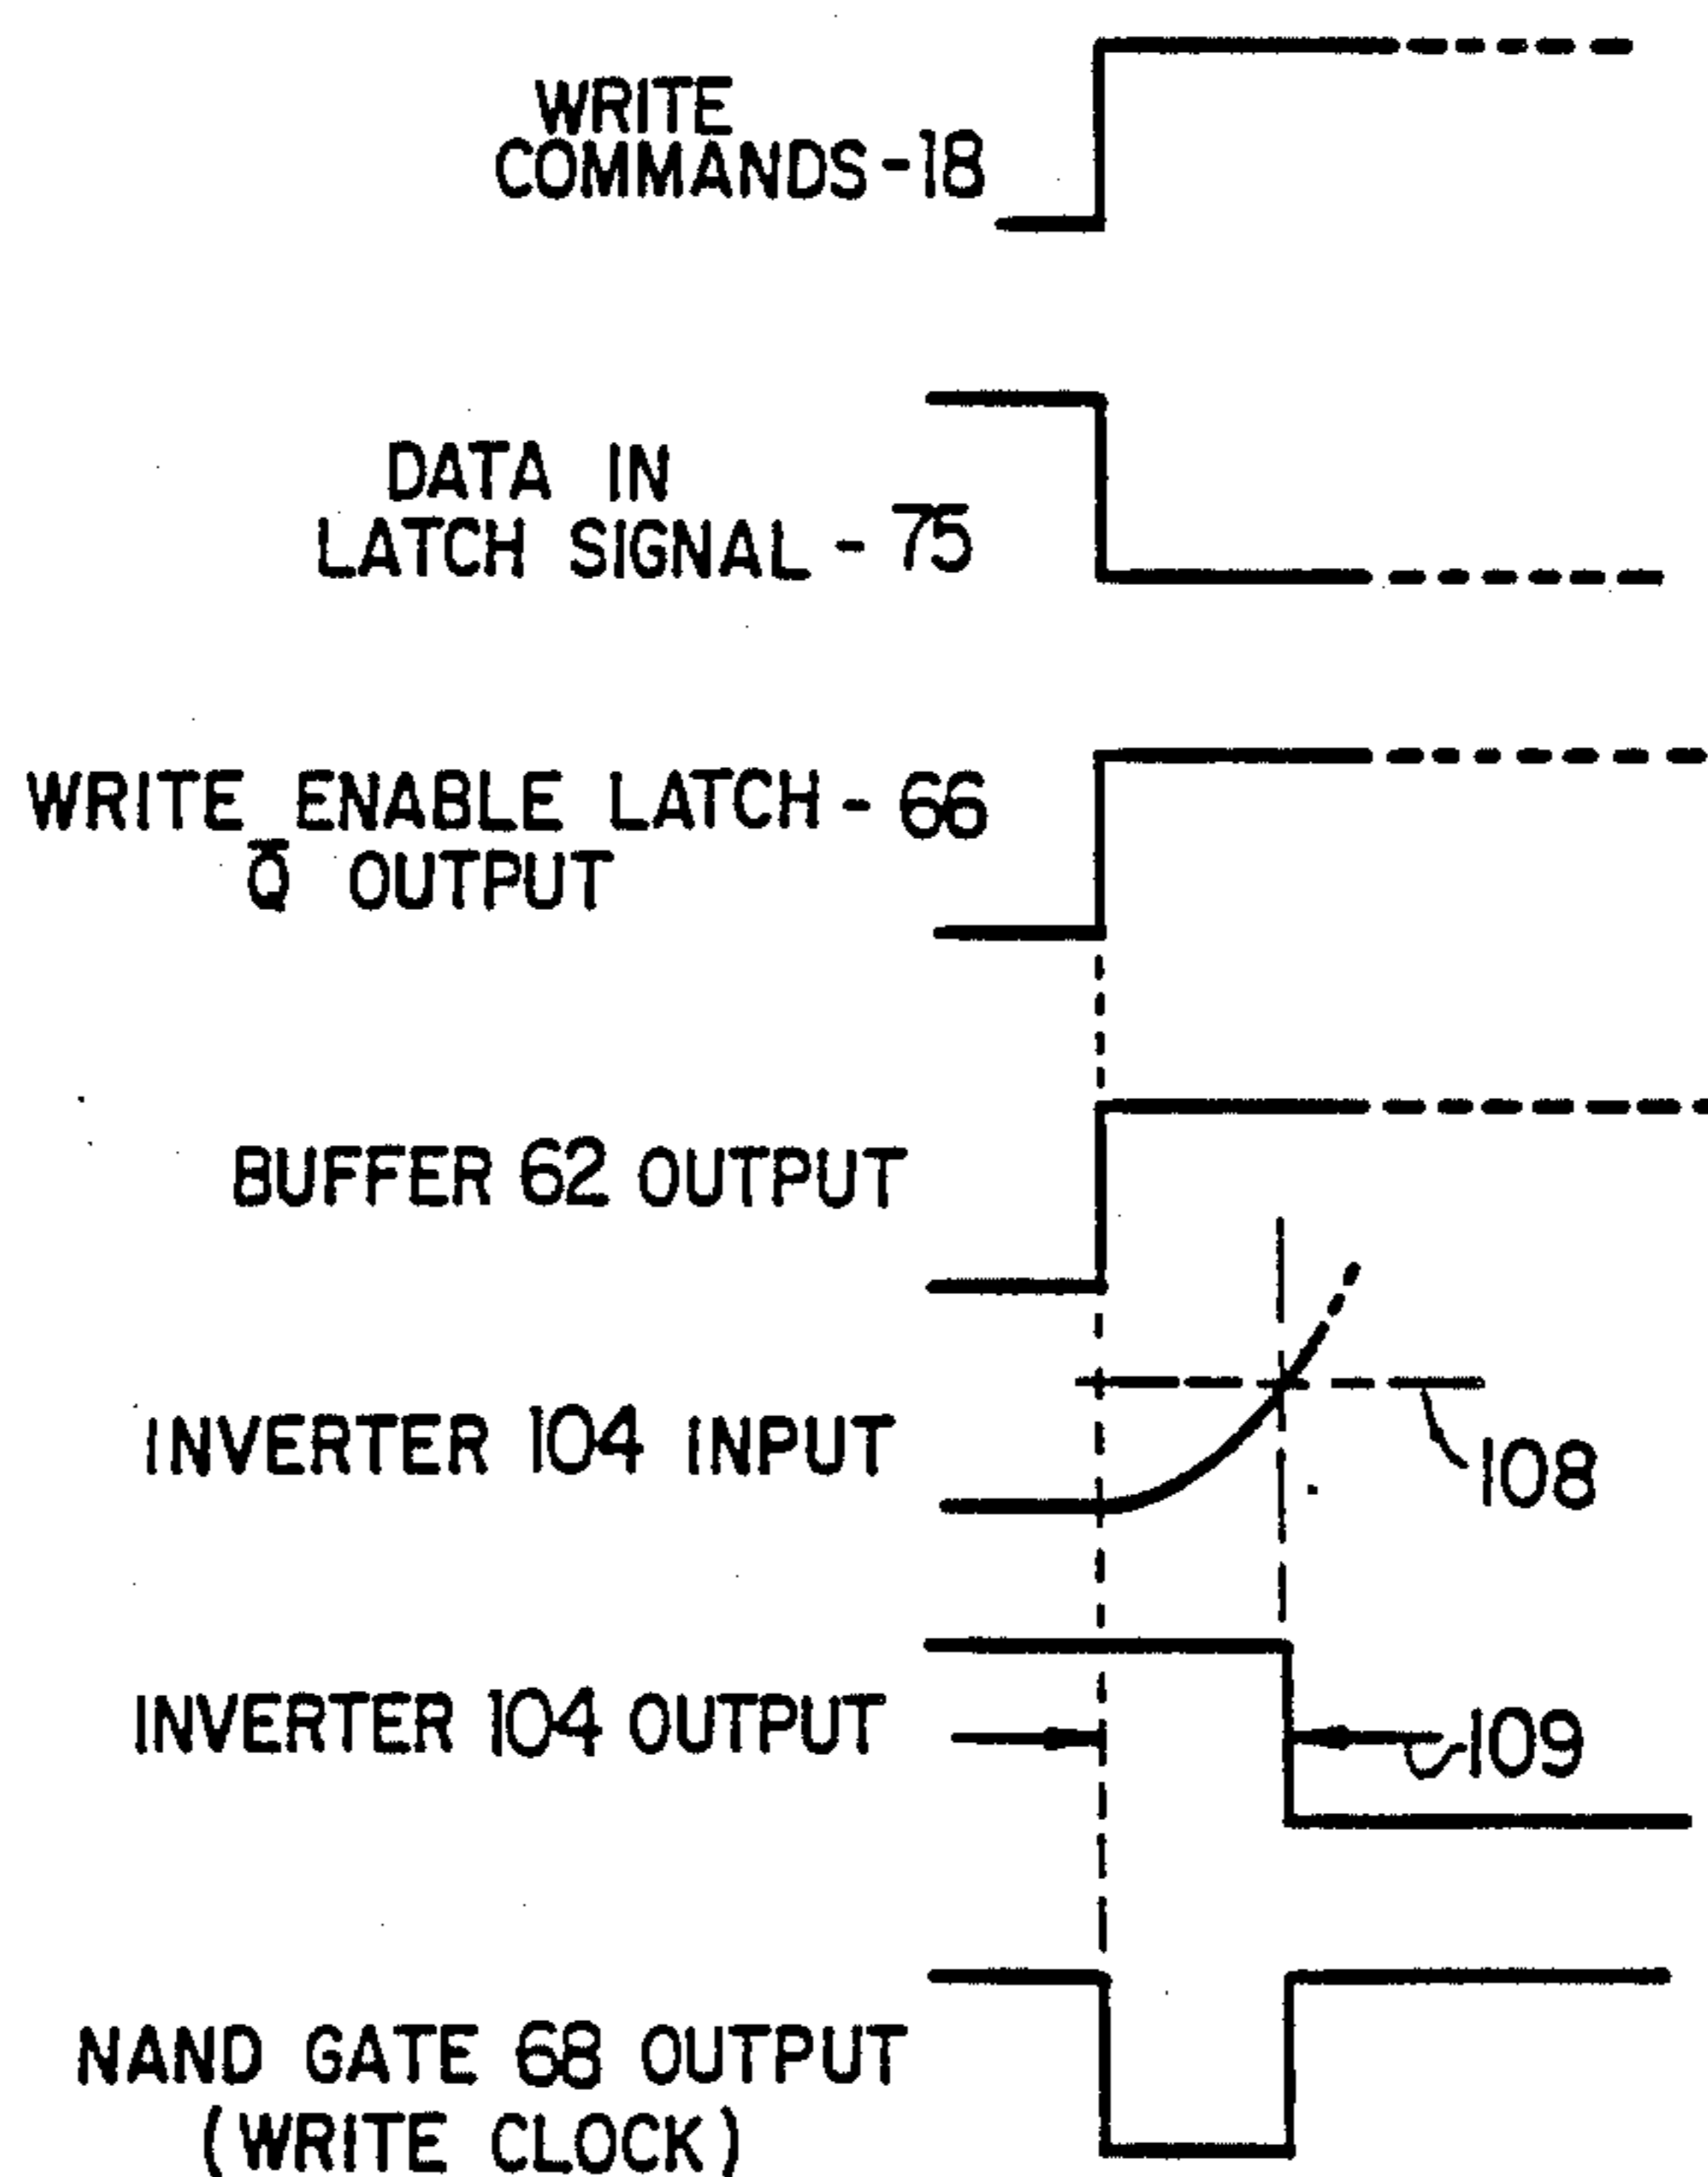 WRITE
COMMANDS-18
DATA IN
LATCH SIGNAL - 75
WRITE ENABLE LATCH - 66
Q̄ OUTPUT
BUFFER 62 OUTPUT
INVERTER 104 INPUT
108
INVERTER 104 OUTPUT
109
NAND GATE 68 OUTPUT
(WRITE CLOCK)